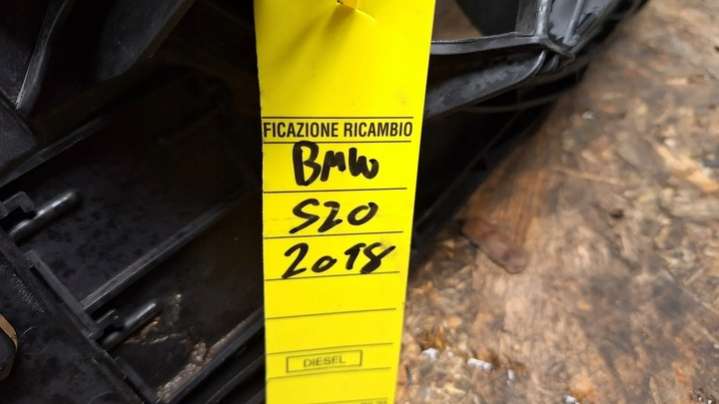 FICAZIONE RICAMBIO
BMW
520
2018
DIESEL